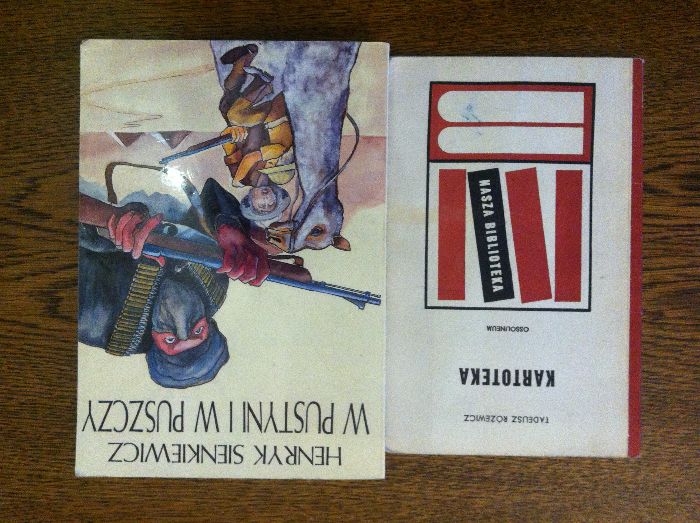 HENRYK SIENKIEWICZ
W PUSTYNI I W PUSZCZY
TADEUSZ RÓŻEWICZ
KARTOTEKA
OSSOLINEUM
NASZA BIBLIOTEKA